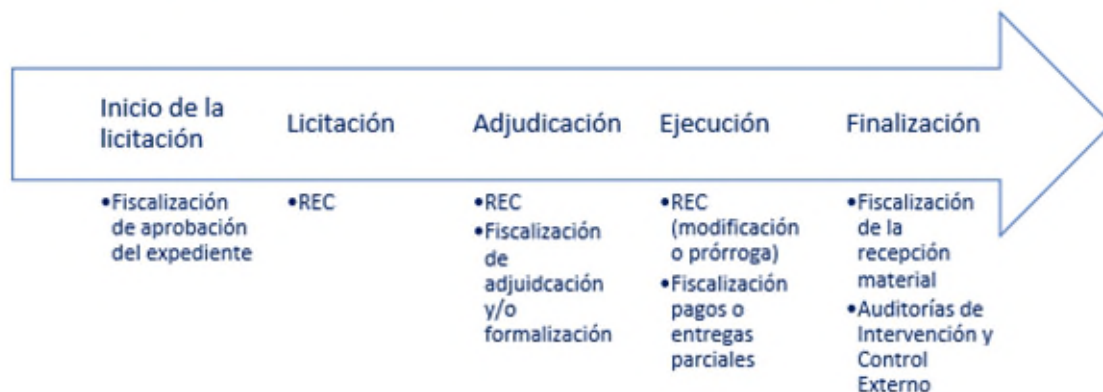 Inicio de la
licitación
Licitación
Adjudicación
Ejecución
Finalización
•Fiscalización
de aprobación
del expediente
•REC
•REC
•Fiscalización
de
adjuidcación
y/o
formalización
•REC
(modificación
o prórroga)
•Fiscalización
pagos o
entregas
parciales
•Fiscalización
de la
recepción
material
•Auditorías de
Intervención y
Control
Externo